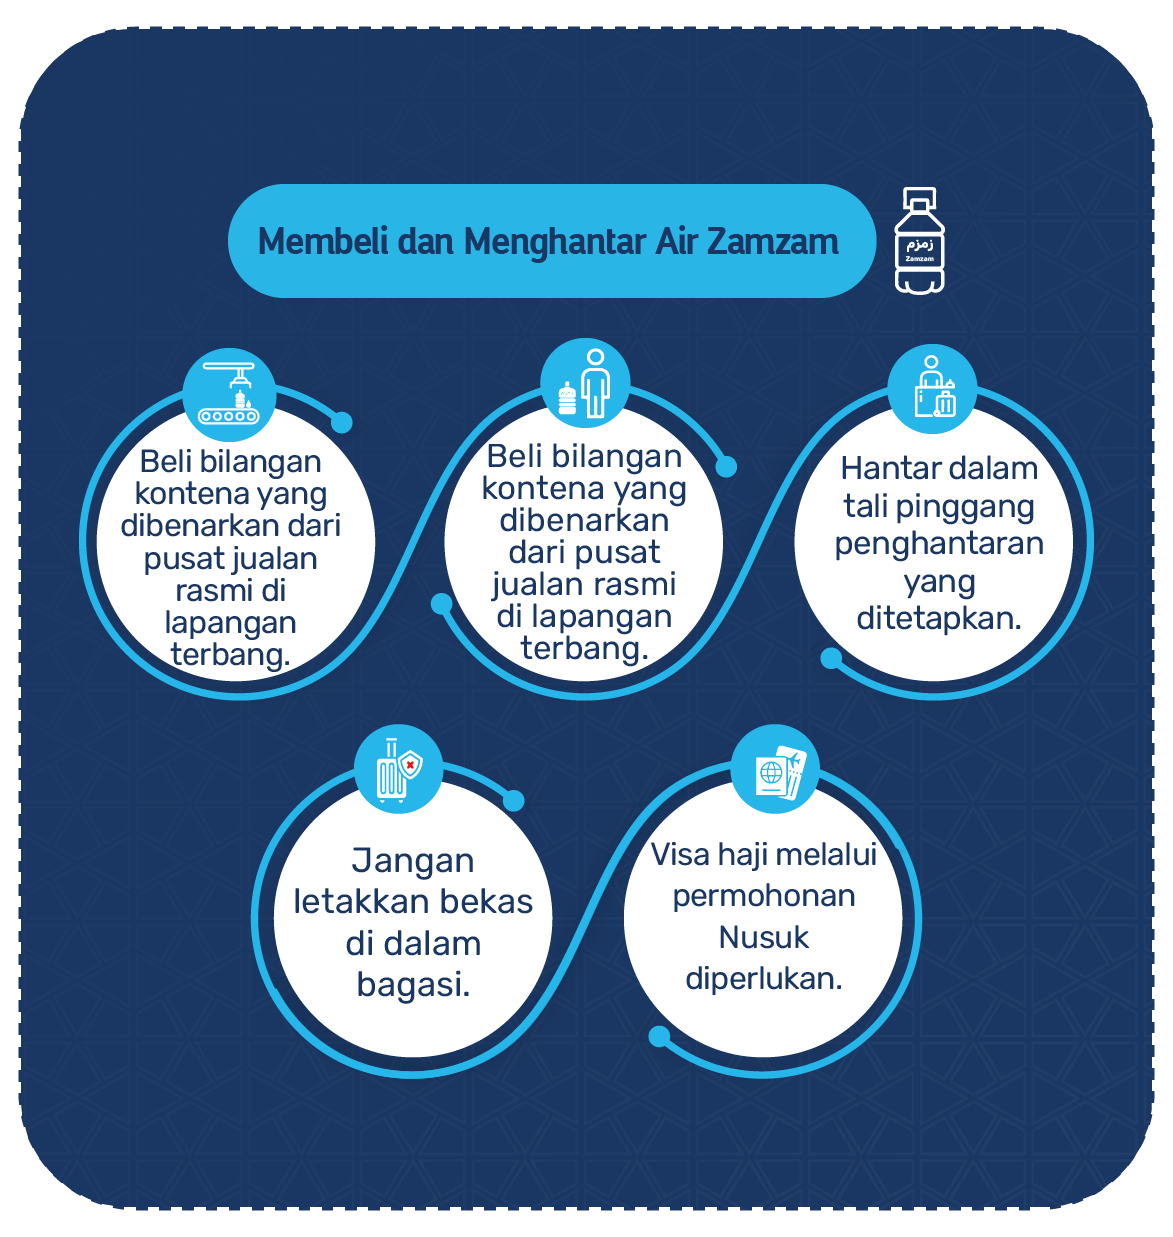 Membeli dan Menghantar Air Zamzam
زمزم
Zamzam
Beli bilangan
kontena yang
dibenarkan dari
pusat jualan
rasmi di
lapangan
terbang.
Beli bilangan
kontena yang
dibenarkan
dari pusat
jualan rasmi
di lapangan
terbang.
Hantar dalam
tali pinggang
penghantaran
yang
ditetapkan.
Jangan
letakkan bekas
di dalam
bagasi.
Visa haji melalui
permohonan
Nusuk
diperlukan.